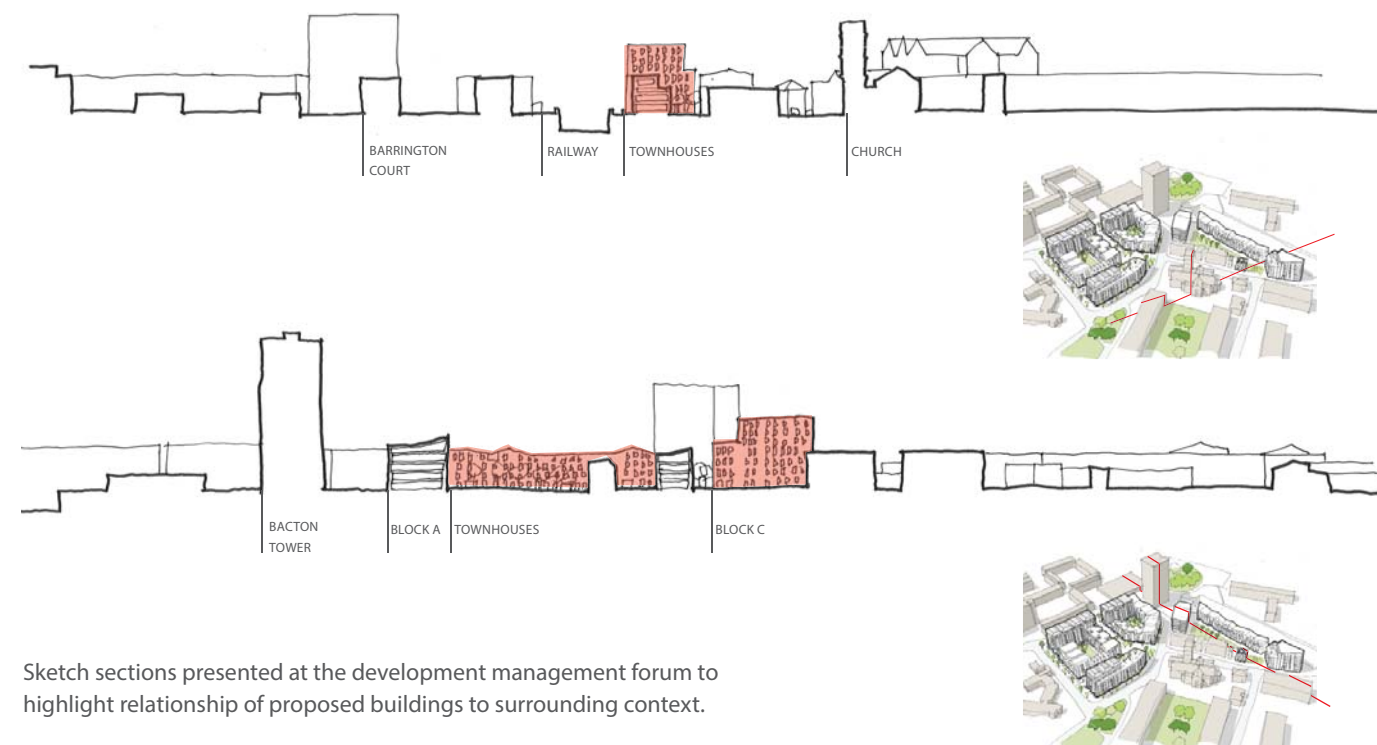 BARRINGTON
COURT
RAILWAY
TOWNHOUSES
CHURCH
BACTON
TOWER
BLOCK A
TOWNHOUSES
BLOCK C
Sketch sections presented at the development management forum to
highlight relationship of proposed buildings to surrounding context.